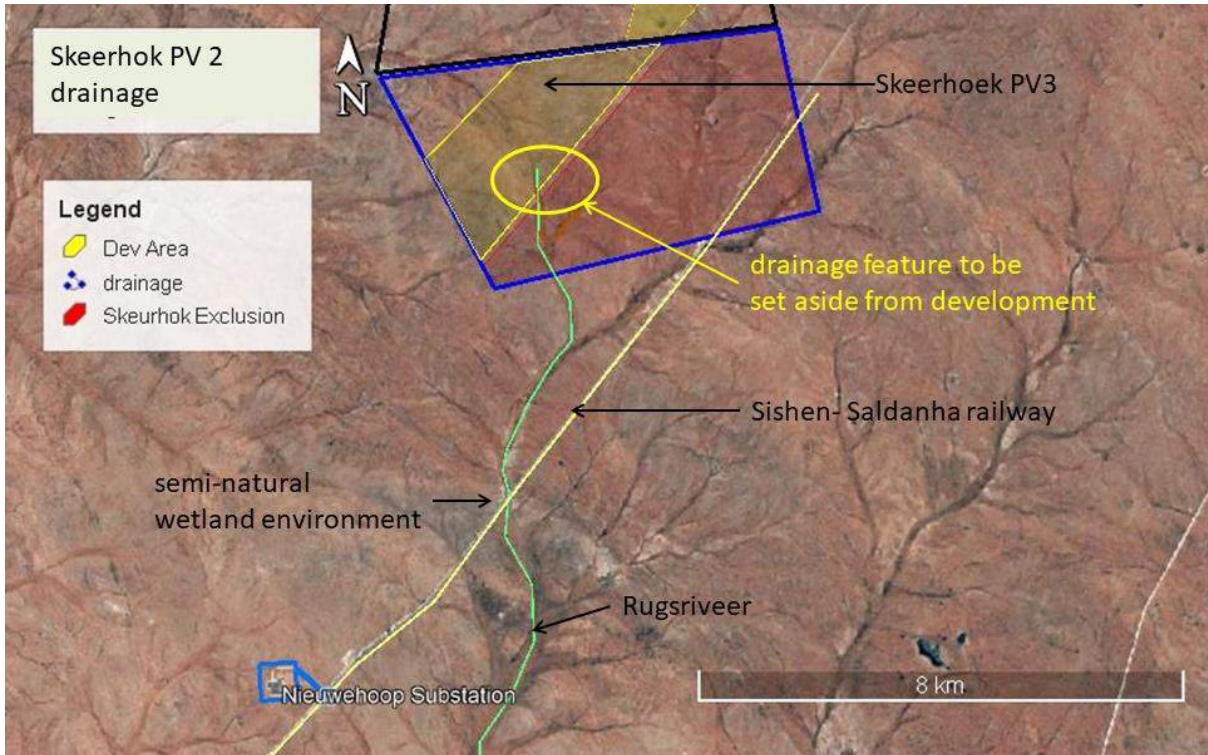 Skeerhok PV 2
drainage
-
N
Skeerhoek PV3
Legend
Dev Area
drainage
Skeurhok Exclusion
drainage feature to be
set aside from development
Sishen- Saldanha railway
semi-natural
wetland environment
Rugsriveer
Nieuwehoop Substation
8 km